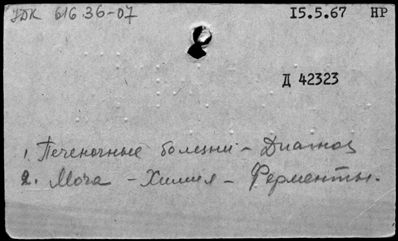 УДК 616.36-07 15.5.67 НР
Д 42323
1. Печеночные болезни - Диагноз
2. Моча - Химия - Ферменты.